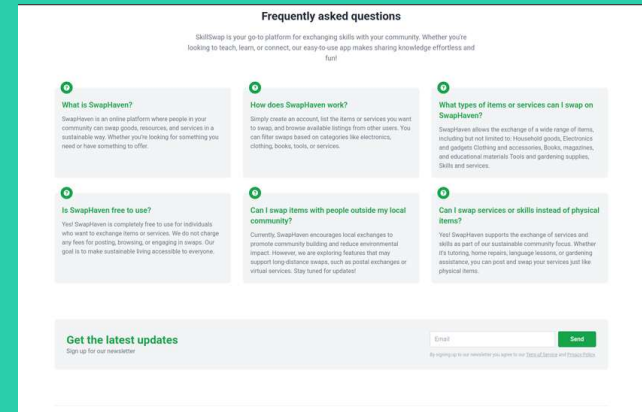 Frequently asked questions
SkillSwap is your go-to platform for exchanging skills with your community. Whether you're
looking to teach, learn, or connect, our easy-to-use app makes sharing knowledge effortless and
fun!
What is SwapHaven?
SwapHaven is an online platform where people in your
community can swap goods, resources, and services in a
sustainable way. Whether you're looking for something you
need or have something to offer.
How does SwapHaven work?
Simply create an account, list the items or services you want
to swap, and browse available listings from other users. You
can filter swaps based on categories like electronics,
clothing, books, tools, or services.
What types of items or services can I swap on
SwapHaven?
SwapHaven allows the exchange of a wide range of items,
including but not limited to: Household goods, Electronics
and gadgets Clothing and accessories, Books, magazines,
and educational materials Tools and gardening supplies,
Skills and services.
Is SwapHaven free to use?
Yes! SwapHaven is completely free to use for individuals
who want to exchange items or services. We do not charge
any fees for posting, browsing, or engaging in swaps. Our
goal is to make sustainable living accessible to everyone.
Can I swap items with people outside my local
community?
Currently, SwapHaven encourages local exchanges to
promote community building and reduce environmental
impact. However, we are exploring features that may
support long-distance swaps, such as postal exchanges or
virtual services. Stay tuned for updates!
Can I swap services or skills instead of physical
items?
Yes! SwapHaven supports the exchange of services and
skills as part of our sustainable community focus. Whether
it's tutoring, home repairs, language lessons, or gardening
assistance, you can post and swap your services just like
physical items.
Get the latest updates
Sign up for our newsletter
Email
Send
By signing up to our newsletter you agree to our Term of Service and Privacy Policy.